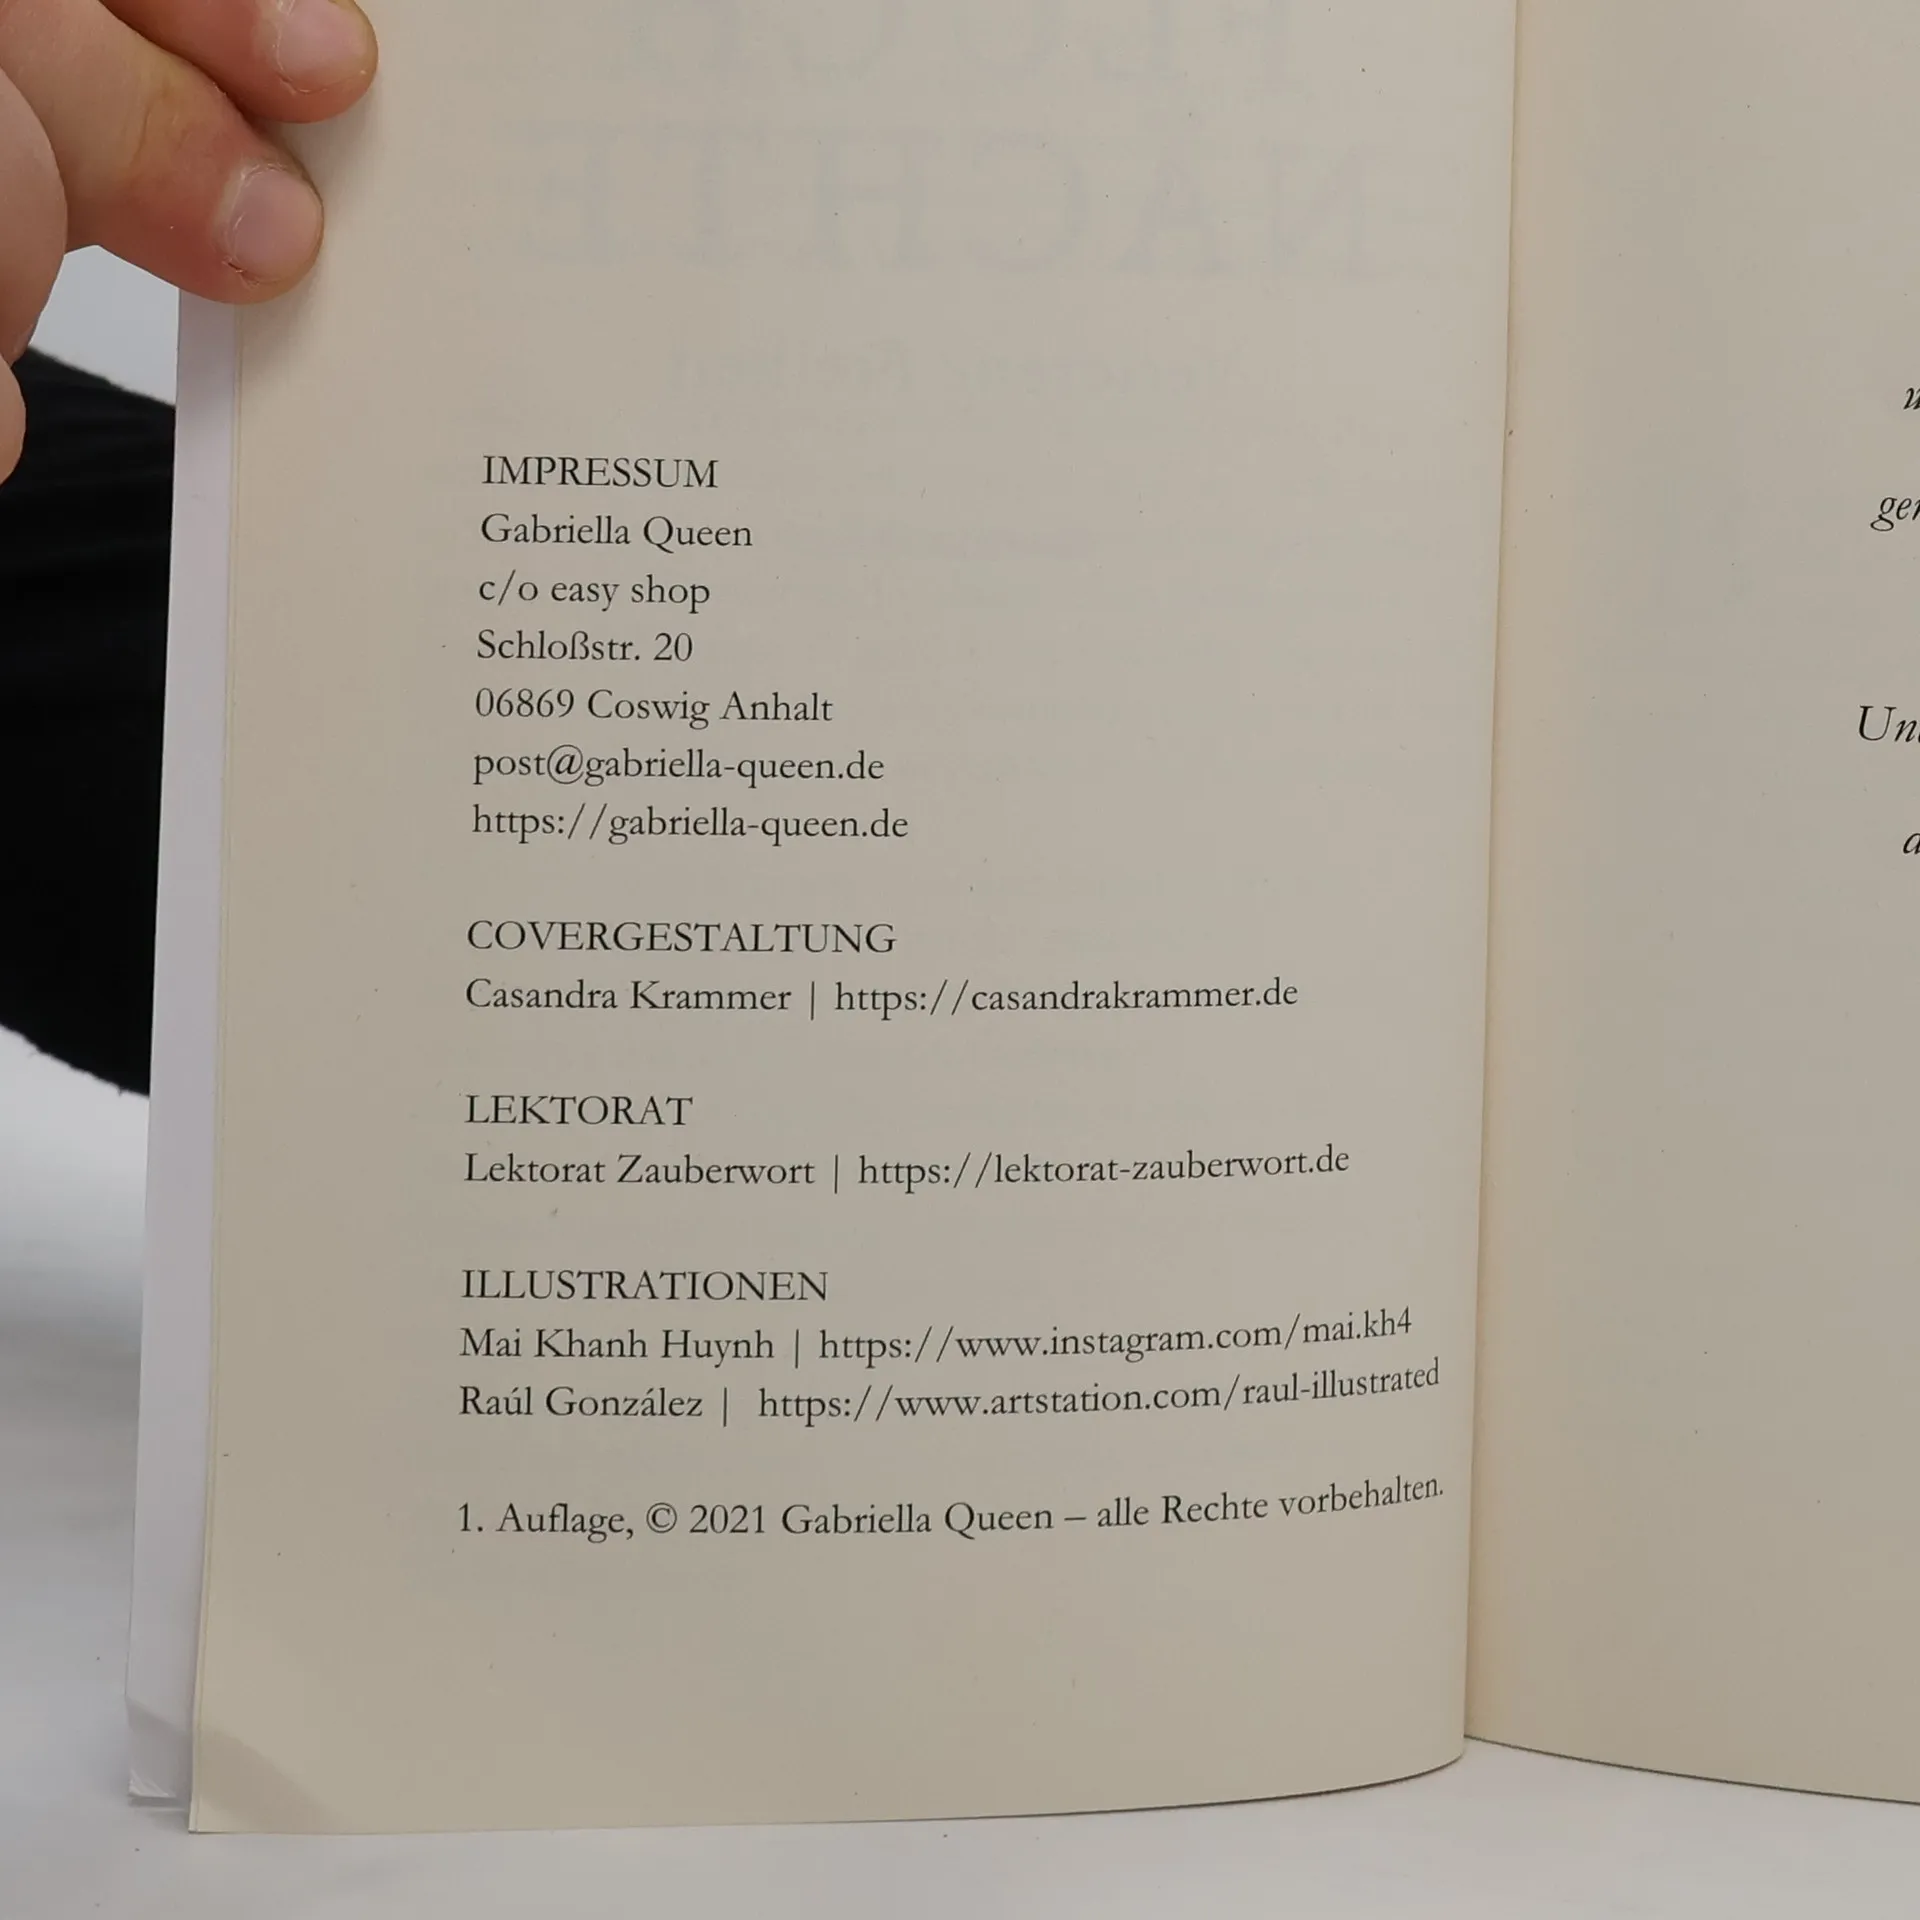 IMPRESSUM
Gabriella Queen
c/o easy shop
Schloßstr. 20
06869 Coswig Anhalt
post@gabriella-queen.de
https://gabriella-queen.de
COVERGESTALTUNG
Casandra Krammer | https://casandrakrammer.de
LEKTORAT
Lektorat Zauberwort | https://lektorat-zauberwort.de
ILLUSTRATIONEN
Mai Khanh Huynh | https://www.instagram.com/mai.kh4
Raúl González | https://www.artstation.com/raul-illustrated
1. Auflage, © 2021 Gabriella Queen – alle Rechte vorbehalten.